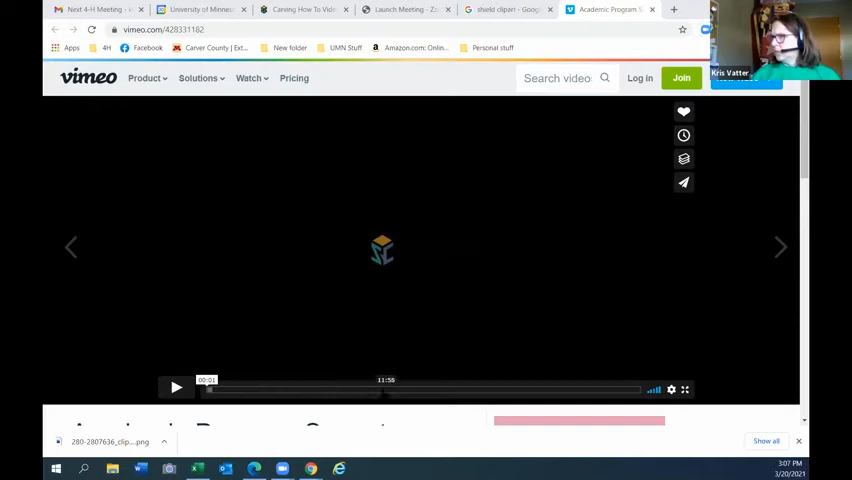 Next 4-H Meeting - k
University of Minneso
Carving How To Video
Launch Meeting - Zo
shield clipart - Googl
Academic Program S
vimeo.com/428331182
Apps
4H
Facebook
Carver County | Ext...
New folder
UMN Stuff
Amazon.com: Onlin...
Personal stuff
Kris Vatter
vimeo
Product
Solutions
Watch
Pricing
Search videos
Log in
Join
00:01
11:58
280-2807636_clip....png
Show all
3:07 PM
3/20/2021